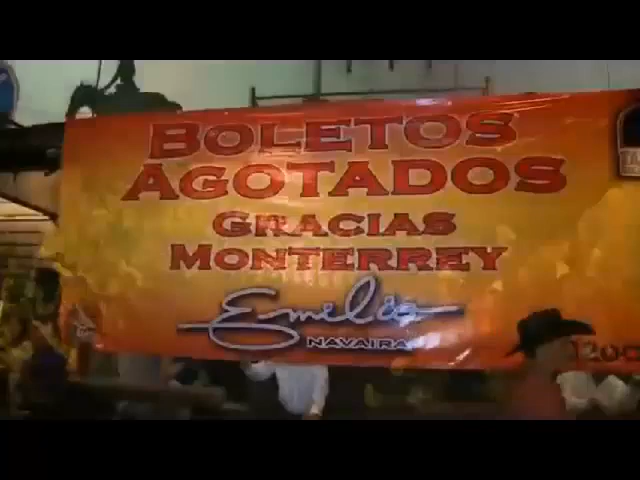 BOLETOS
AGOTADOS
GRACIAS
MONTERREY
Emilio
NAVAIRA